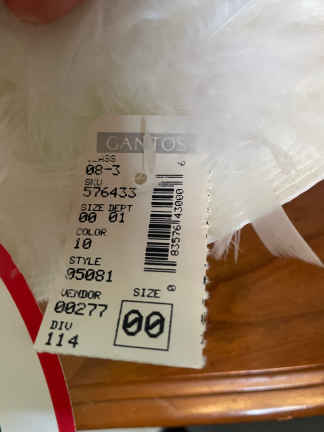 GANTOS
08-3
SKU
576433
SIZE DEPT
00 01
COLOR
10
STYLE
95081
VENDOR
00277
DIV
114
SIZE
00